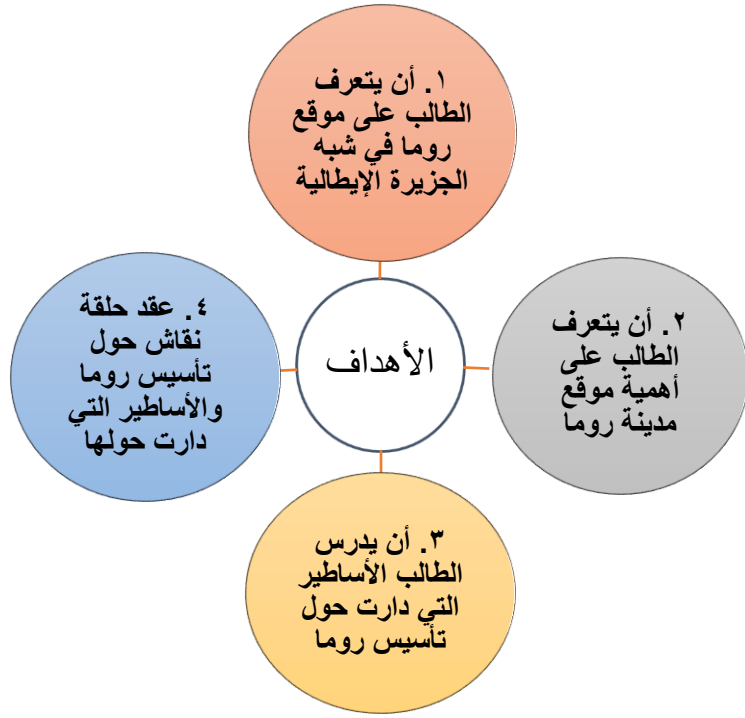 الأهداف
١. أن يتعرف
الطالب على موقع
روما في شبه
الجزيرة الإيطالية
٢. أن يتعرف
الطالب على
أهمية موقع
مدينة روما
٣. أن يدرس
الطالب الأساطير
التي دارت حول
تأسيس روما
٤. عقد حلقة
نقاش حول
تأسيس روما
والأساطير التي
دارت حولها